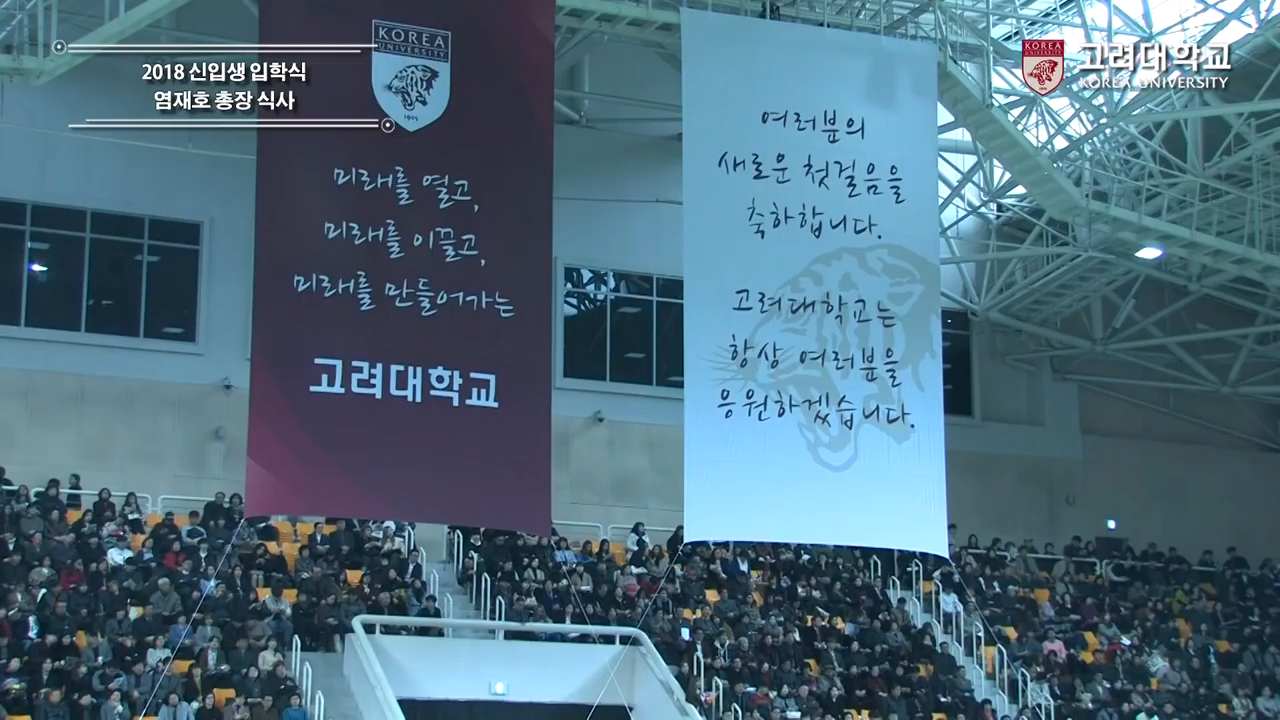 2018 신입생 입학식
염재호 총장 식사
KOREA
UNIVERSITY
1905
미래를 열고,
미래를 이끌고,
미래를 만들어가는
고려대학교
여러분의
새로운 첫걸음을
축하합니다.
고려대학교는
항상 여러분을
응원하겠습니다.
고려대학교
KOREA UNIVERSITY